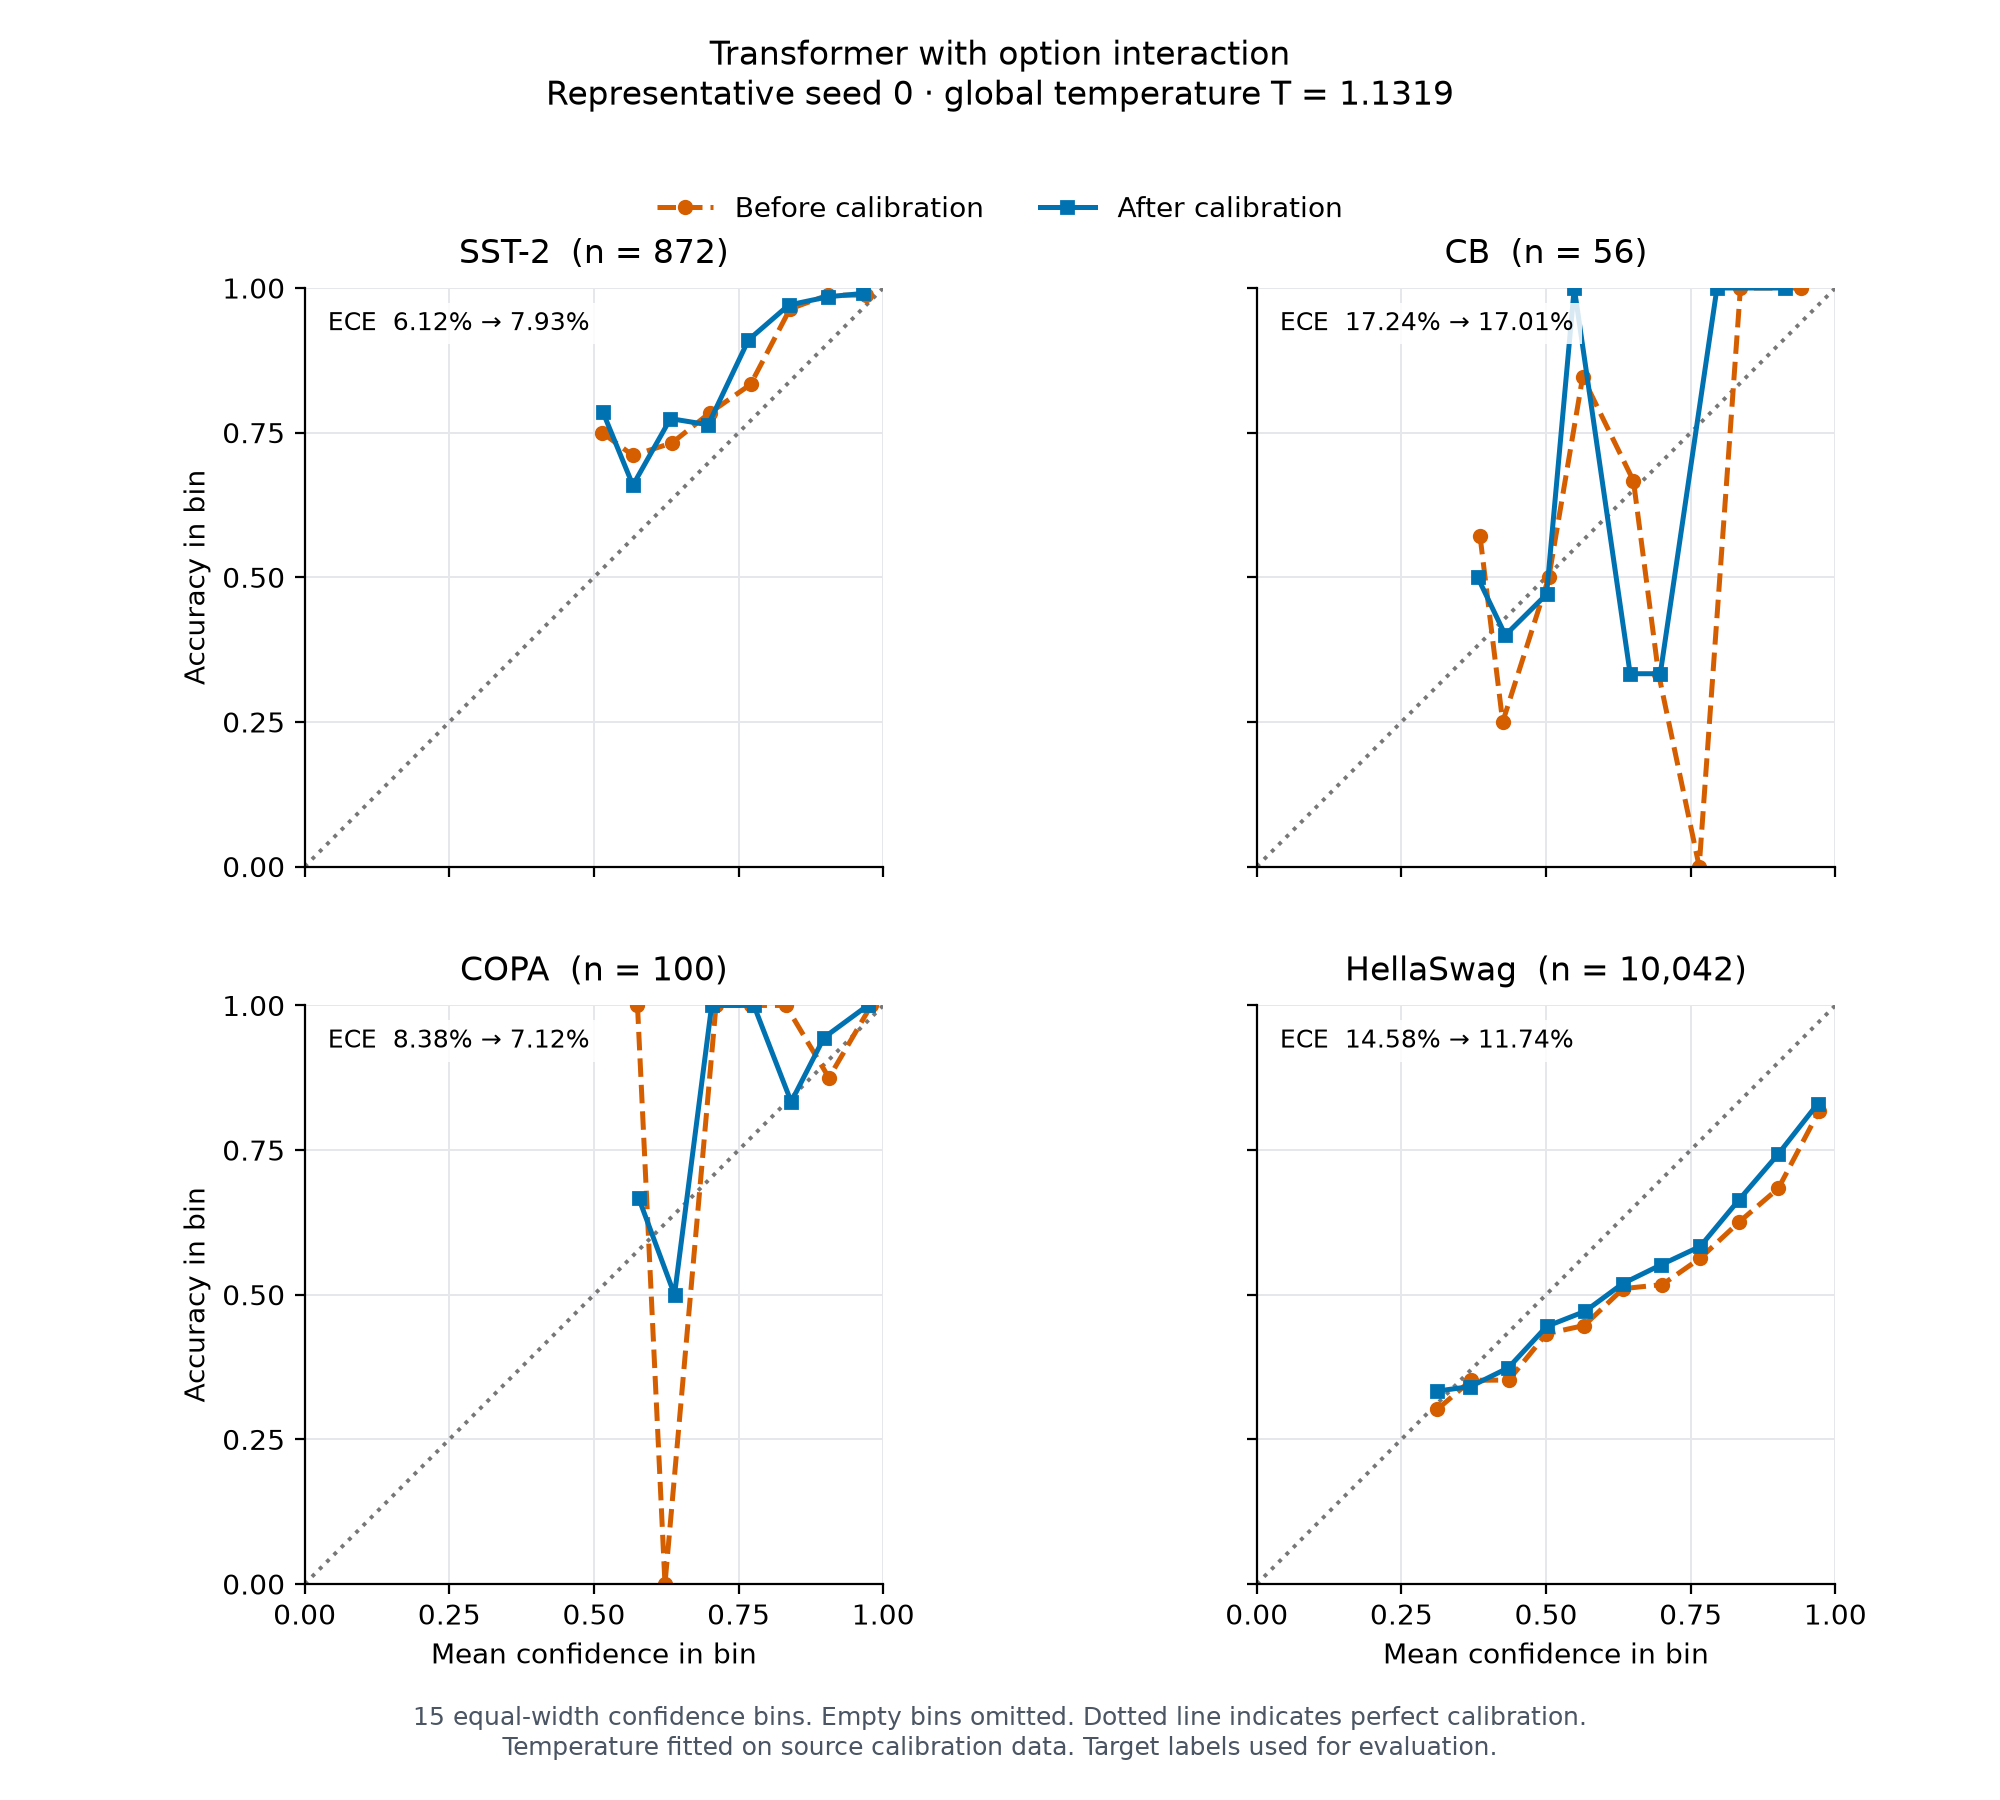 Transformer with option interaction
Representative seed 0 · global temperature T = 1.1319
Before calibration
After calibration
SST-2 (n = 872)
ECE 6.12% → 7.93%
1.00
0.75
0.50
0.25
0.00
Accuracy in bin
CB (n = 56)
ECE 17.24% → 17.01%
COPA (n = 100)
ECE 8.38% → 7.12%
1.00
0.75
0.50
0.25
0.00
Accuracy in bin
0.00 0.25 0.50 0.75 1.00
Mean confidence in bin
HellaSwag (n = 10,042)
ECE 14.58% → 11.74%
0.00 0.25 0.50 0.75 1.00
Mean confidence in bin
15 equal-width confidence bins. Empty bins omitted. Dotted line indicates perfect calibration.
Temperature fitted on source calibration data. Target labels used for evaluation.